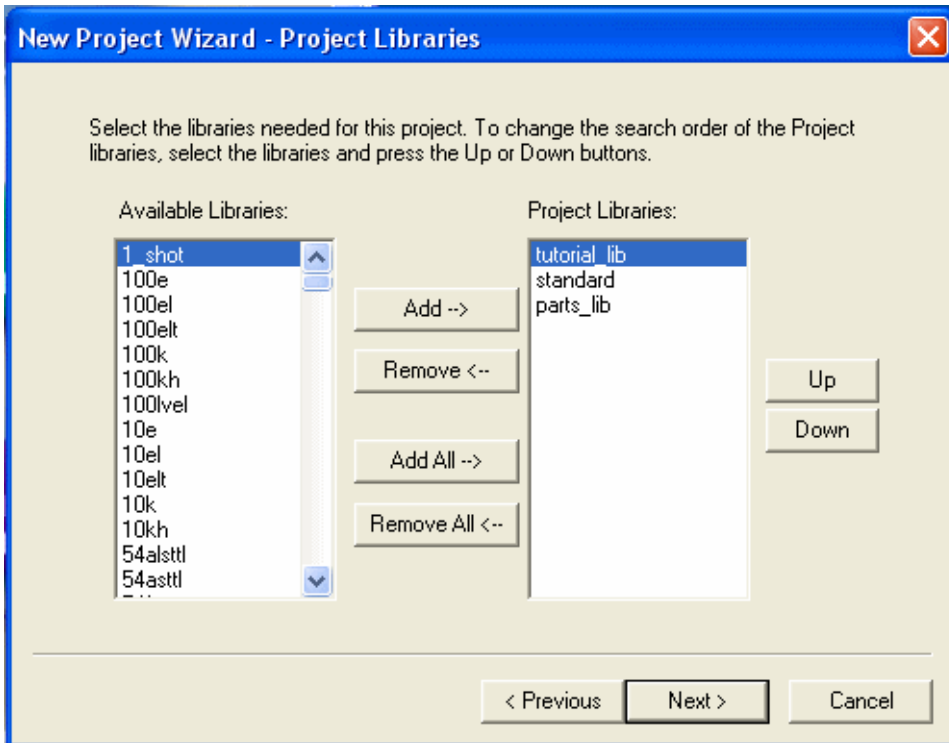 New Project Wizard - Project Libraries
Select the libraries needed for this project. To change the search order of the Project
libraries, select the libraries and press the Up or Down buttons.
Available Libraries:
1_shot
100e
100el
100elt
100k
100kh
100lvel
10e
10el
10elt
10k
10kh
54alsttl
54asttl
Add -->
Remove <--
Add All -->
Remove All <--
Project Libraries:
tutorial_lib
standard
parts_lib
Up
Down
< Previous
Next >
Cancel